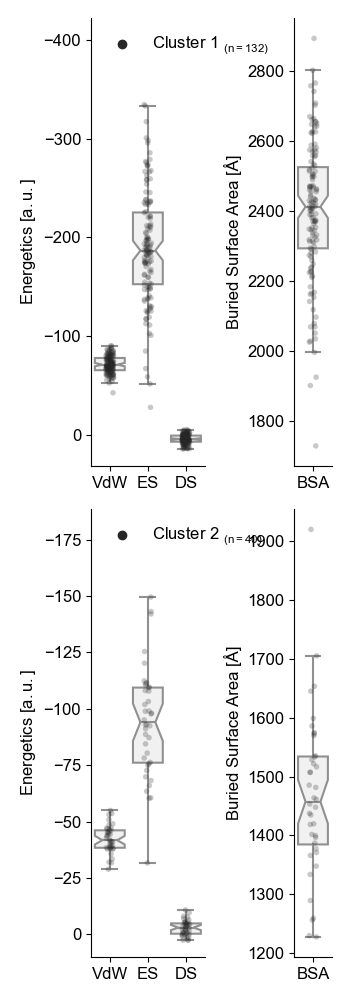 −400
−300
−200
−100
0
Energetics [a. u. ]
Cluster 1 (n = 132)
VdW ES DS
2800
2600
2400
2200
2000
1800
Buried Surface Area [Å]
BSA
−175
−150
−125
−100
−75
−50
−25
0
Energetics [a. u. ]
Cluster 2 (n = 40)
VdW ES DS
1900
1800
1700
1600
1500
1400
1300
1200
Buried Surface Area [Å]
BSA